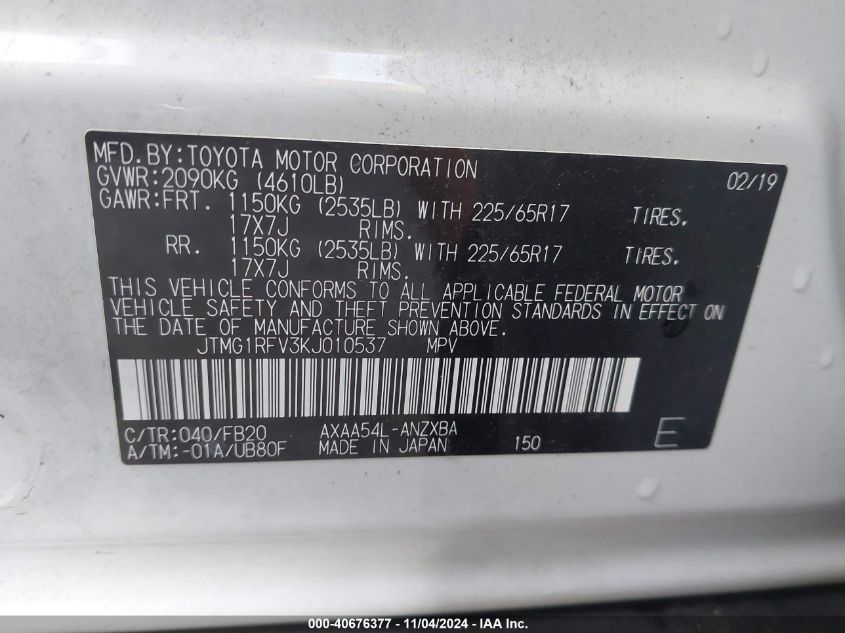 MFD.BY:TOYOTA MOTOR CORPORATION 02/19
GVWR:2090KG (4610LB)
GAWR:FRT. 1150KG (2535LB) WITH 225/65R17 TIRES.
17X7J RIMS.
RR. 1150KG (2535LB) WITH 225/65R17 TIRES.
17X7J RIMS.
THIS VEHICLE CONFORMS TO ALL APPLICABLE FEDERAL MOTOR
VEHICLE SAFETY AND THEFT PREVENTION STANDARDS IN EFFECT ON
THE DATE OF MANUFACTURE SHOWN ABOVE.
JTMG1RFV3KJ010537 MPV
C/TR:040/FB20 AXAA54L-ANZXBA
A/TM:-01A/UB80F MADE IN JAPAN 150 E
000-40676377 - 11/04/2024 - IAA Inc.